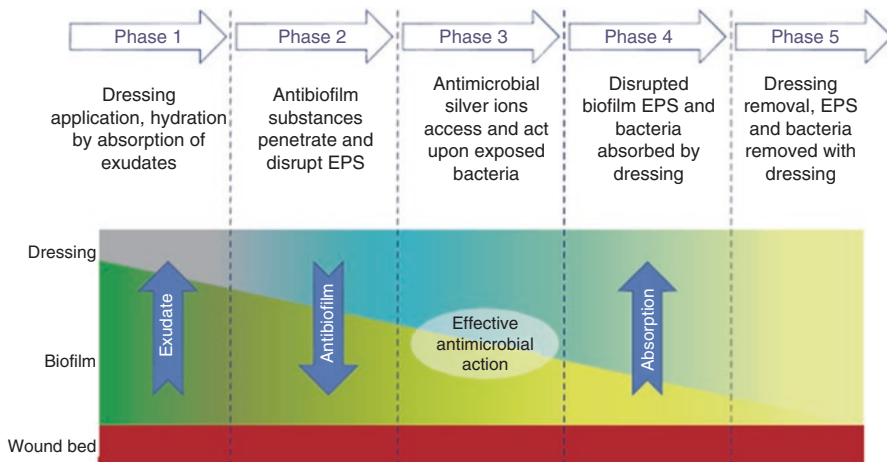 Phase 1
Phase 2
Phase 3
Phase 4
Phase 5
Dressing
application, hydration
by absorption of
exudates
Antibiofilm
substances
penetrate and
disrupt EPS
Antimicrobial
silver ions
access and act
upon exposed
bacteria
Disrupted
biofilm EPS and
bacteria
absorbed by
dressing
Dressing
removal, EPS
and bacteria
removed with
dressing
Dressing
Biofilm
Wound bed
Exudate
Antibiofilm
Effective
antimicrobial
action
Absorption